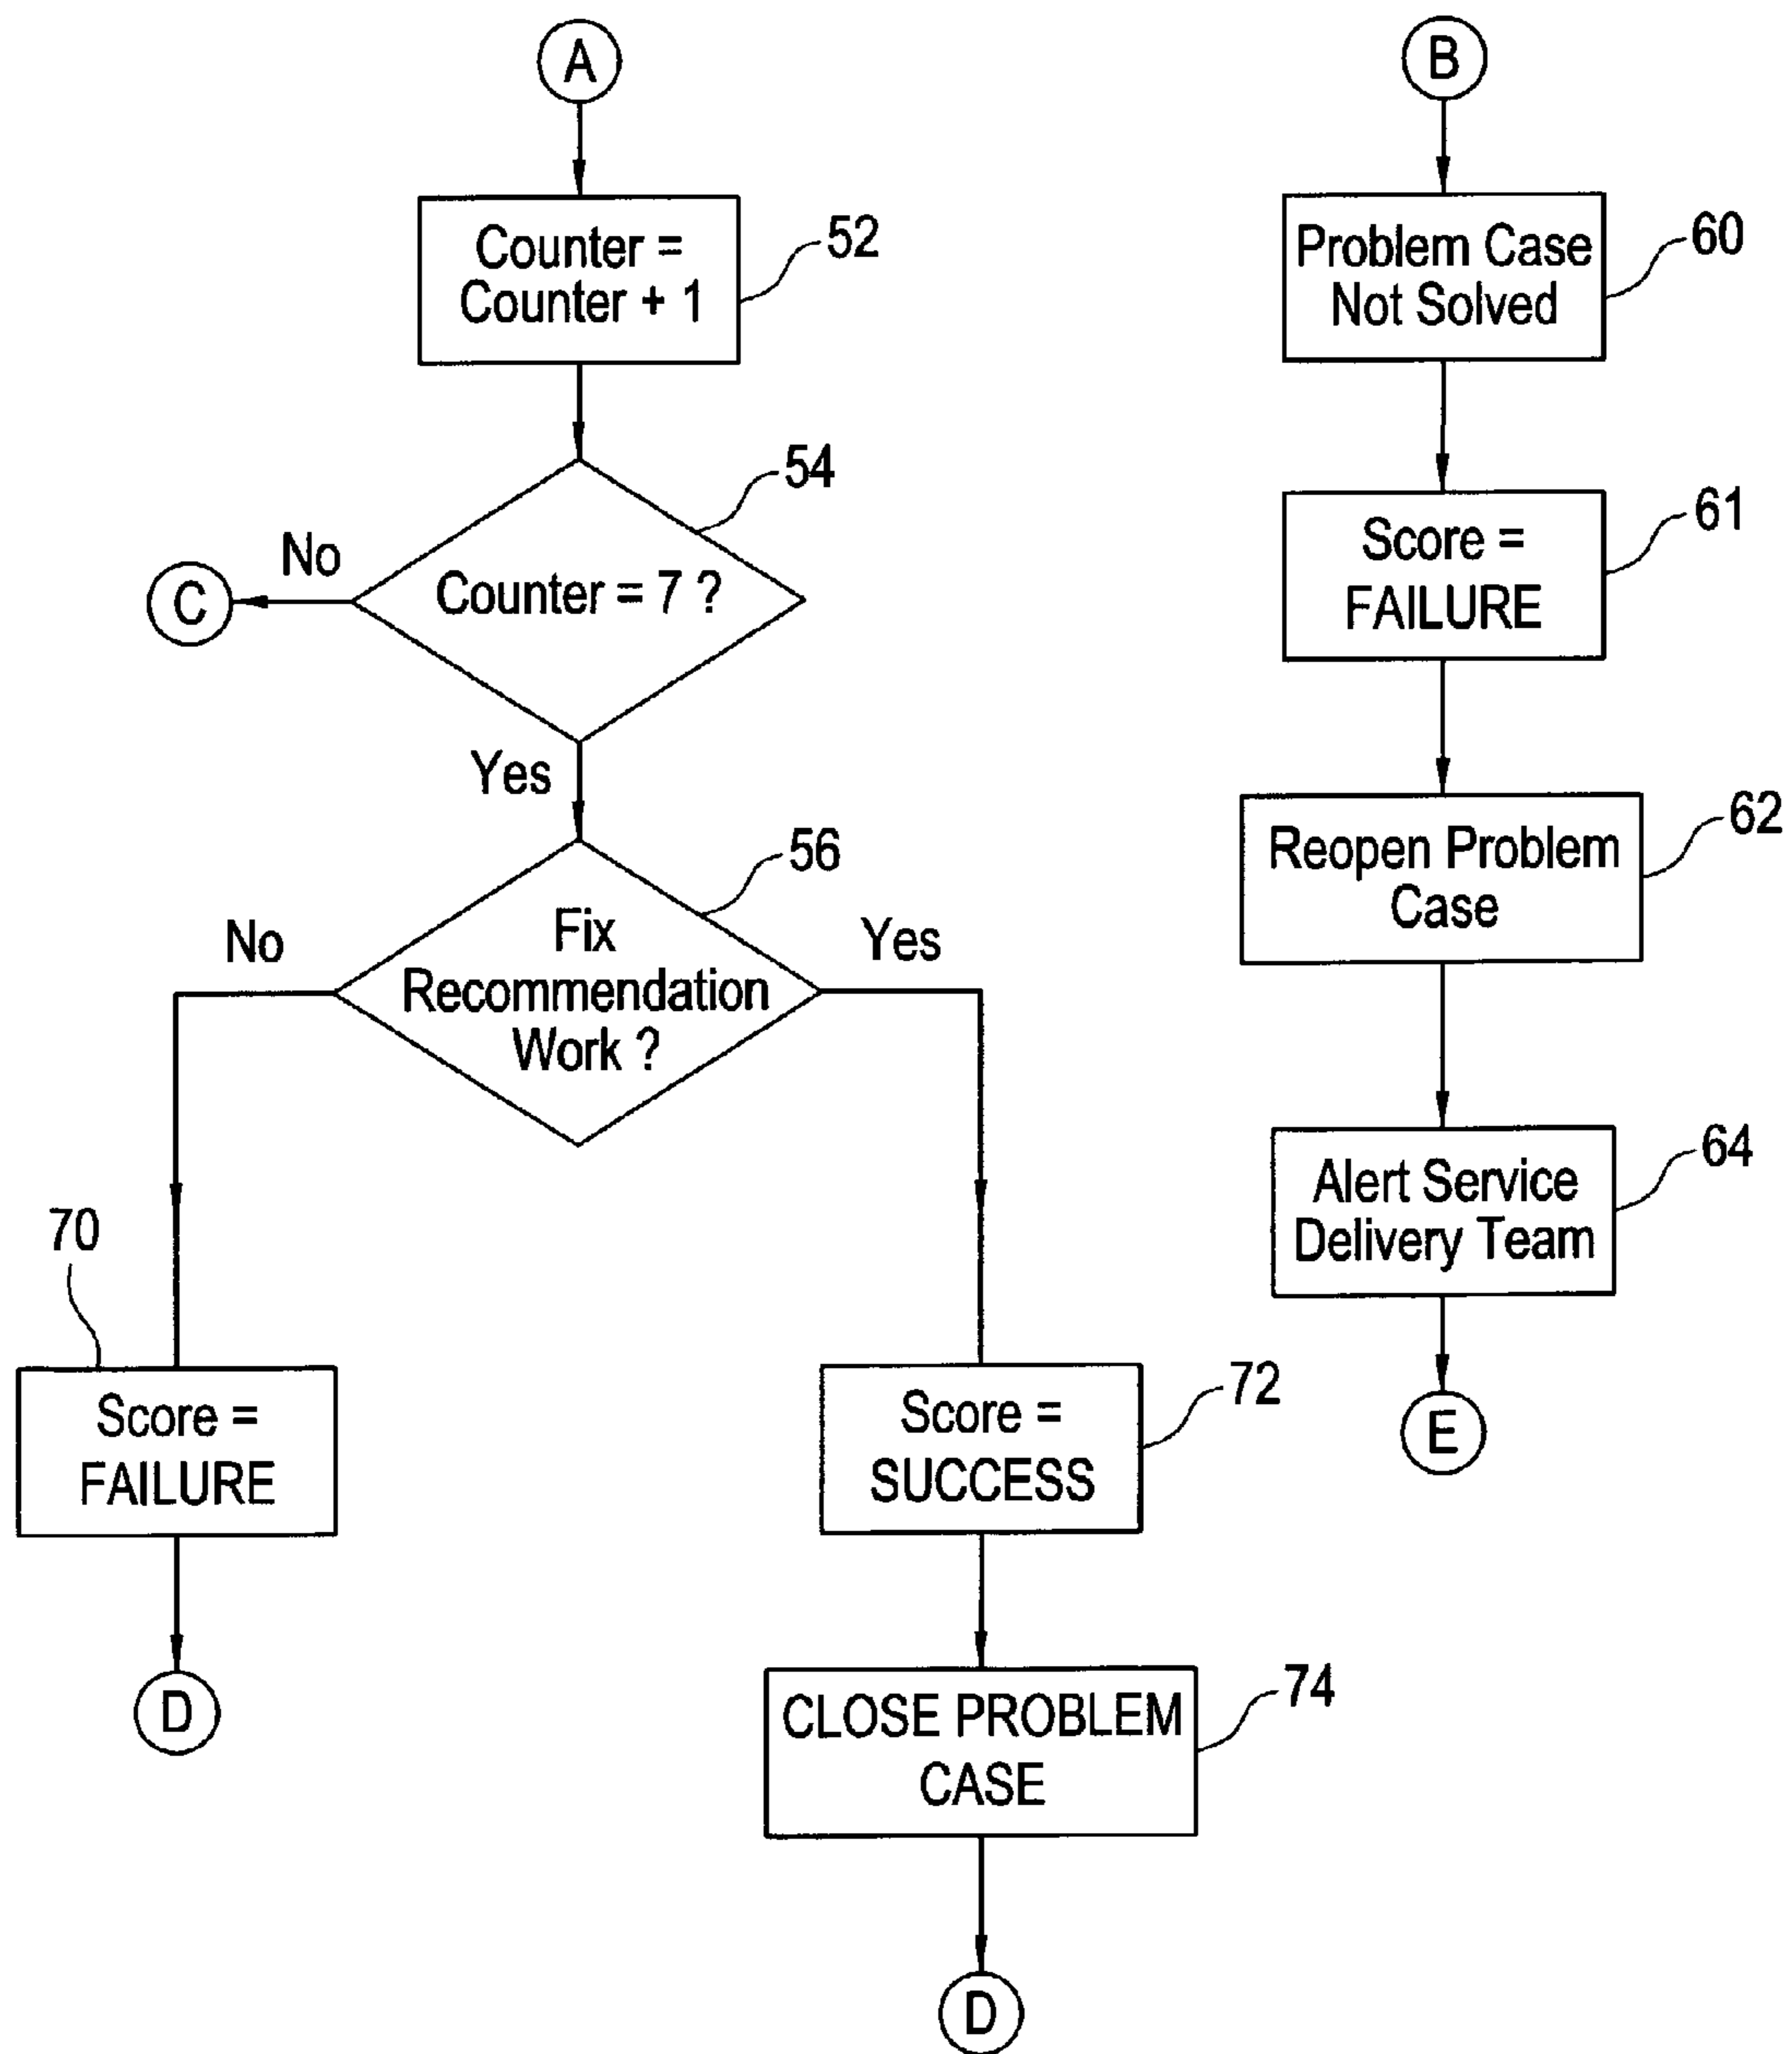 A
Counter =
Counter + 1
52
54
No
Counter = 7 ?
C
Yes
56
No
Fix
Recommendation
Work ?
Yes
70
Score =
FAILURE
D
72
Score =
SUCCESS
74
CLOSE PROBLEM
CASE
D
B
60
Problem Case
Not Solved
61
Score =
FAILURE
62
Reopen Problem
Case
64
Alert Service
Delivery Team
E